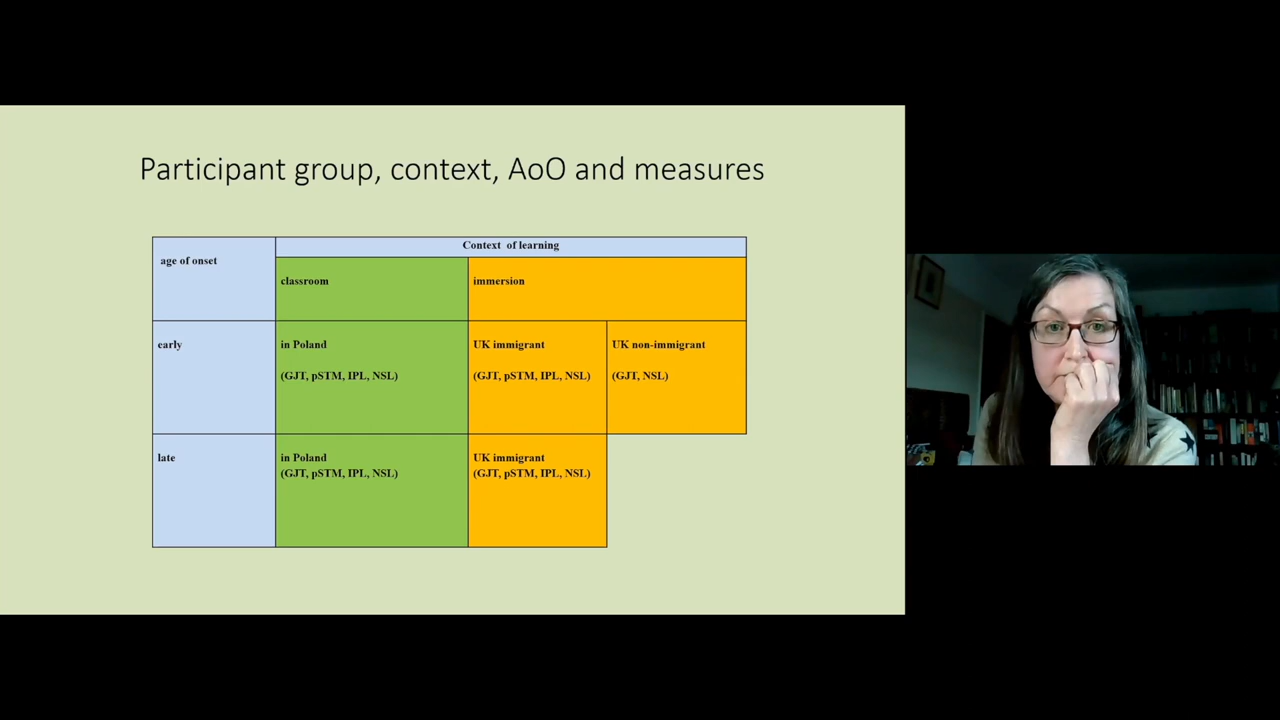 Participant group, context, AoO and measures
age of onset
Context of learning
classroom
immersion
early
in Poland
(GJT, pSTM, IPL, NSL)
UK immigrant
(GJT, pSTM, IPL, NSL)
UK non-immigrant
(GJT, NSL)
late
in Poland
(GJT, pSTM, IPL, NSL)
UK immigrant
(GJT, pSTM, IPL, NSL)